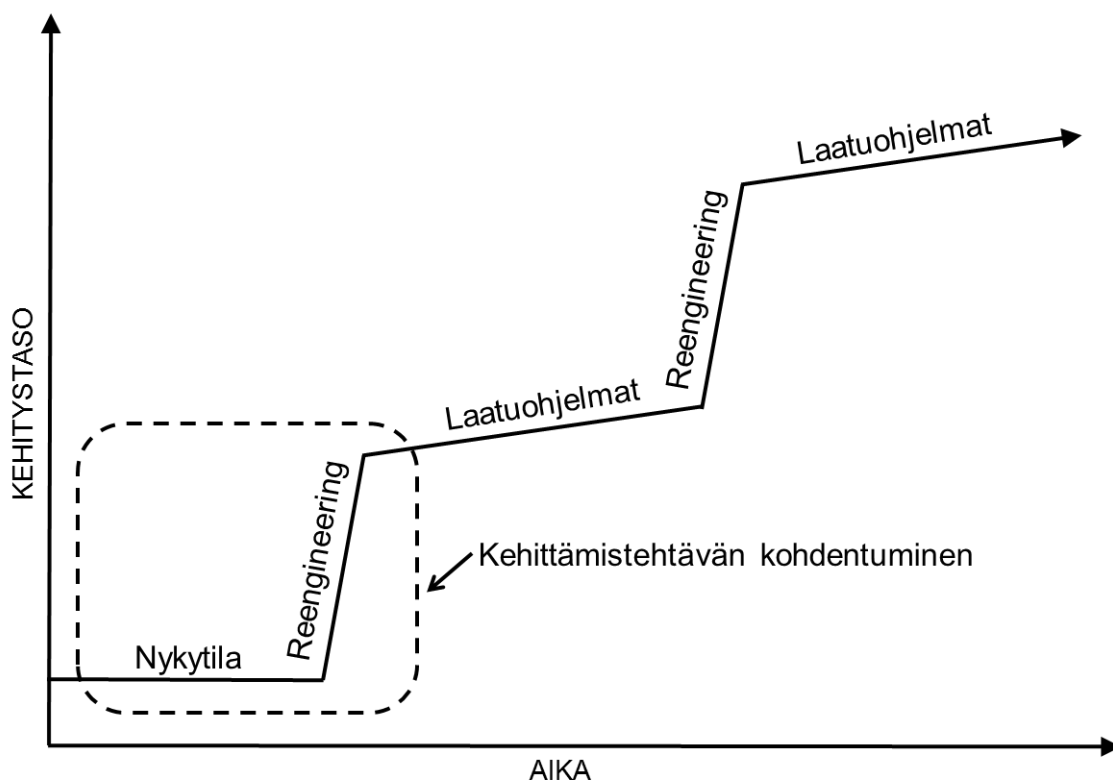 Laatuohjelmat
Reengineering
KEHITYSTASO
Laatuohjelmat
Reengineering
Kehittämistehtävän kohdentuminen
Nykytila
AIKA